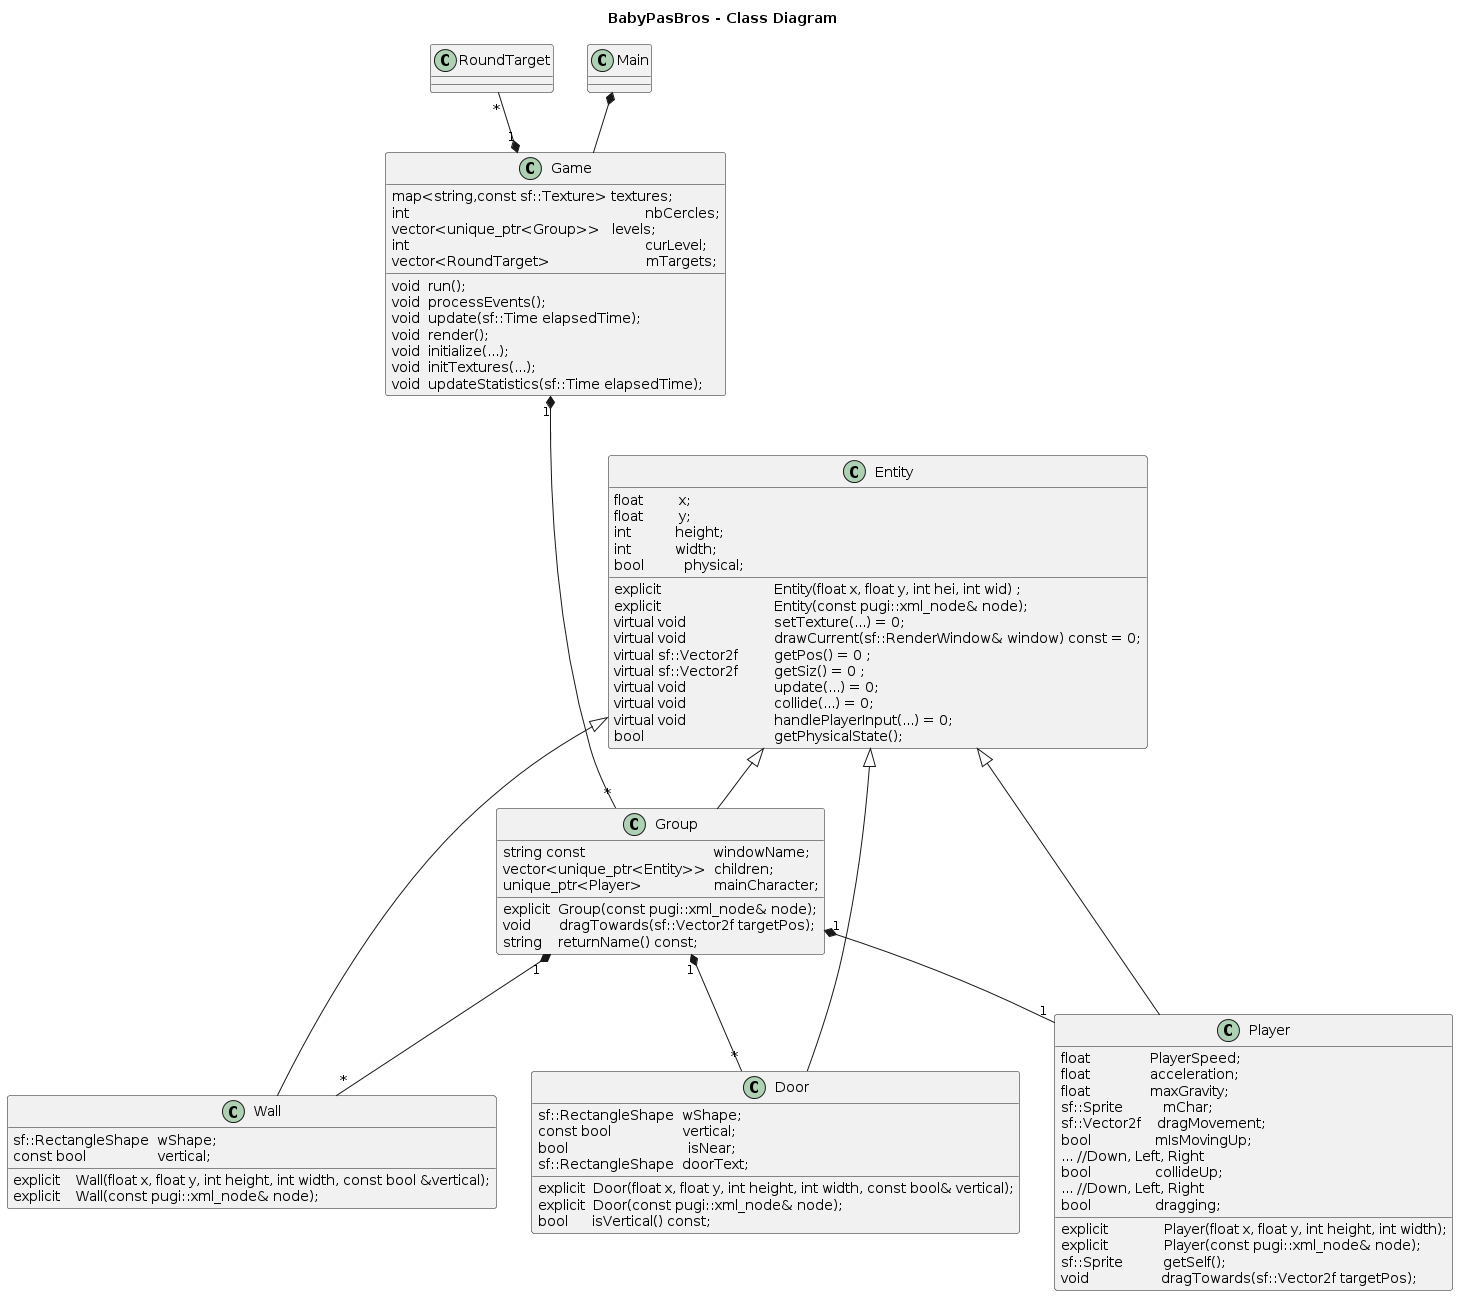 BabyPasBros - Class Diagram
C RoundTarget
C Main
*
1
C Game
map<string,const sf::Texture> textures;
int nbCercles;
vector<unique_ptr<Group>> levels;
int curLevel;
vector<RoundTarget> mTargets;
void run();
void processEvents();
void update(sf::Time elapsedTime);
void render();
void initialize(...);
void initTextures(...);
void updateStatistics(sf::Time elapsedTime);
1
C Entity
float x;
float y;
int height;
int width;
bool physical;
explicit Entity(float x, float y, int hei, int wid) ;
explicit Entity(const pugi::xml_node& node);
virtual void setTexture(...) = 0;
virtual void drawCurrent(sf::RenderWindow& window) const = 0;
virtual sf::Vector2f getPos() = 0 ;
virtual sf::Vector2f getSiz() = 0 ;
virtual void update(...) = 0;
virtual void collide(...) = 0;
virtual void handlePlayerInput(...) = 0;
bool getPhysicalState();
*
C Group
string const windowName;
vector<unique_ptr<Entity>> children;
unique_ptr<Player> mainCharacter;
explicit Group(const pugi::xml_node& node);
void dragTowards(sf::Vector2f targetPos);
string returnName() const;
1
1
1
1
*
*
C Wall
sf::RectangleShape wShape;
const bool vertical;
explicit Wall(float x, float y, int height, int width, const bool &vertical);
explicit Wall(const pugi::xml_node& node);
C Door
sf::RectangleShape wShape;
const bool vertical;
bool isNear;
sf::RectangleShape doorText;
explicit Door(float x, float y, int height, int width, const bool& vertical);
explicit Door(const pugi::xml_node& node);
bool isVertical() const;
C Player
float PlayerSpeed;
float acceleration;
float maxGravity;
sf::Sprite mChar;
sf::Vector2f dragMovement;
bool mIsMovingUp;
... //Down, Left, Right
bool collideUp;
... //Down, Left, Right
bool dragging;
explicit Player(float x, float y, int height, int width);
explicit Player(const pugi::xml_node& node);
sf::Sprite getSelf();
void dragTowards(sf::Vector2f targetPos);